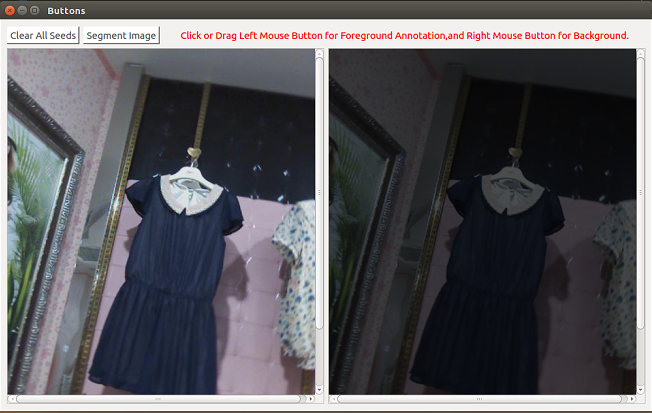 Buttons
Clear All Seeds
Segment Image
Click or Drag Left Mouse Button for Foreground Annotation,and Right Mouse Button for Background.